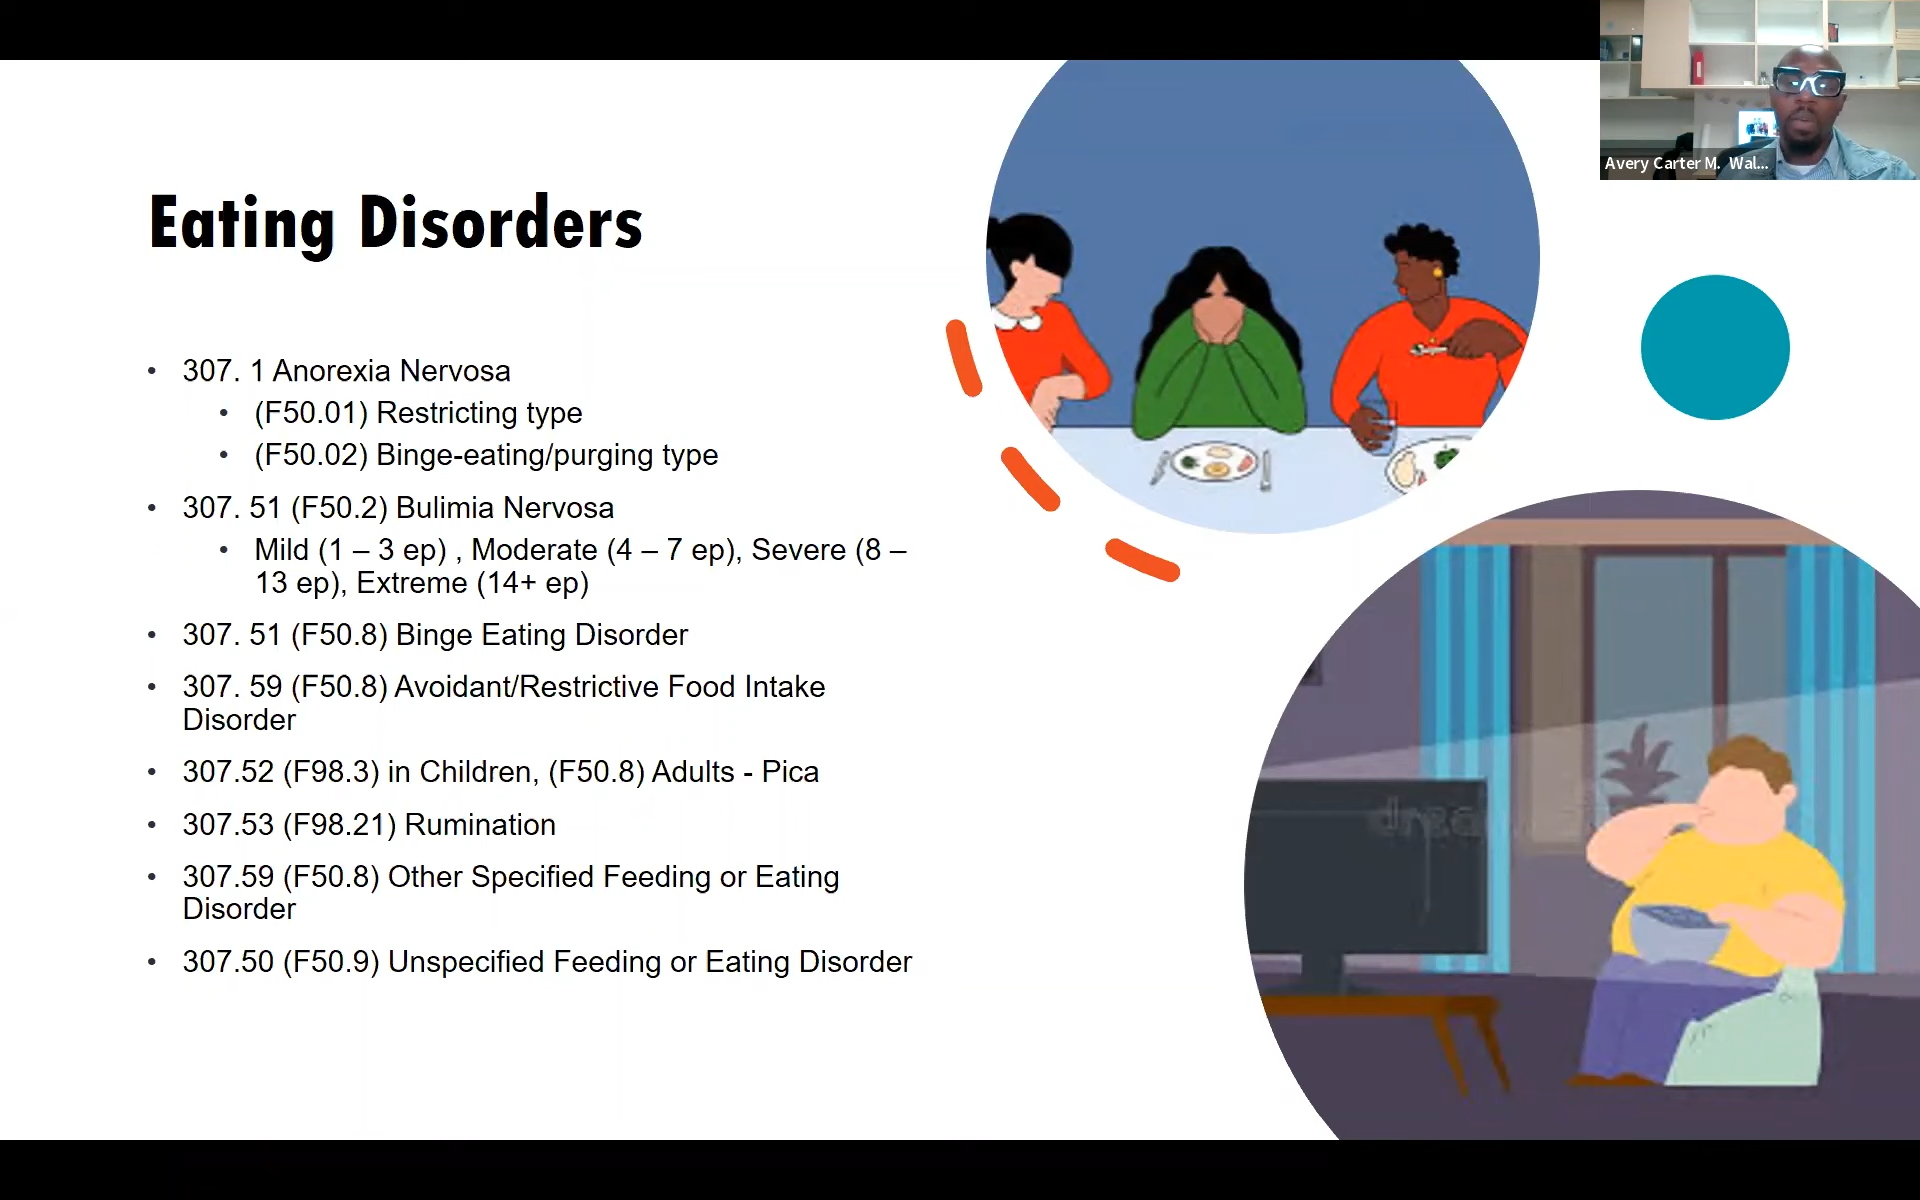 Avery Carter M. Wal...
Eating Disorders
• 307. 1 Anorexia Nervosa
• (F50.01) Restricting type
• (F50.02) Binge-eating/purging type
• 307. 51 (F50.2) Bulimia Nervosa
• Mild (1 – 3 ep) , Moderate (4 – 7 ep), Severe (8 –
13 ep), Extreme (14+ ep)
• 307. 51 (F50.8) Binge Eating Disorder
• 307. 59 (F50.8) Avoidant/Restrictive Food Intake
Disorder
• 307.52 (F98.3) in Children, (F50.8) Adults - Pica
• 307.53 (F98.21) Rumination
• 307.59 (F50.8) Other Specified Feeding or Eating
Disorder
• 307.50 (F50.9) Unspecified Feeding or Eating Disorder